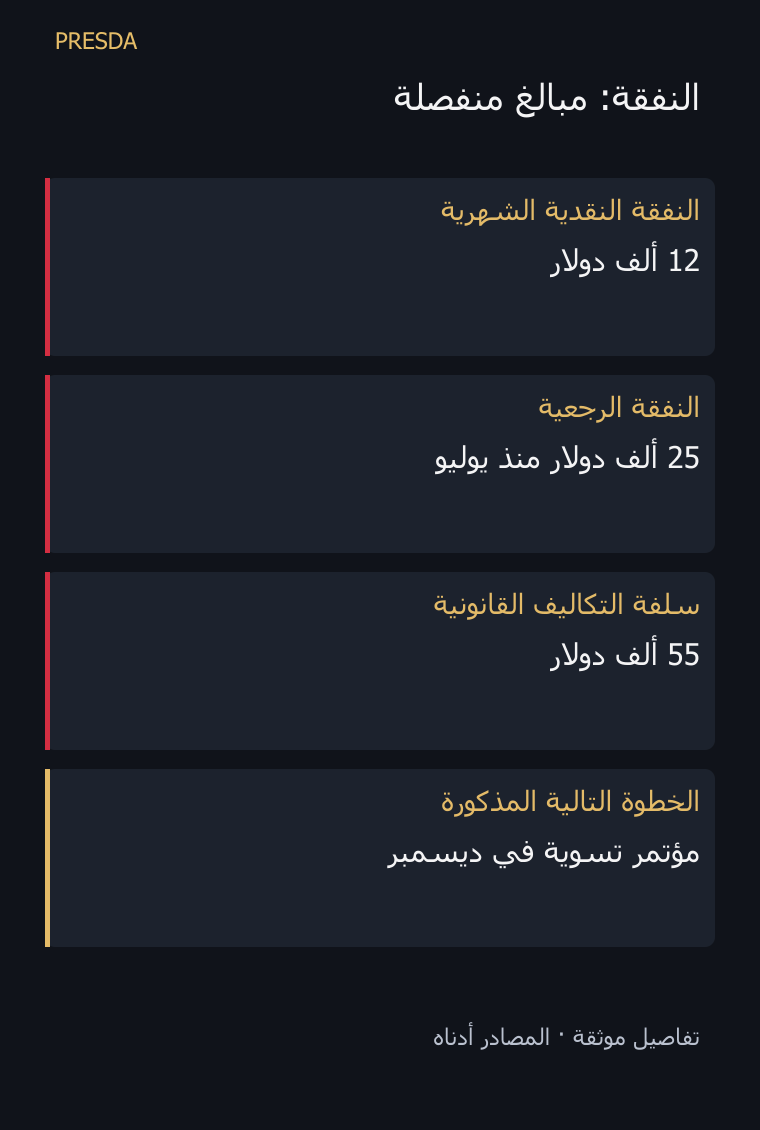 PRESDA
النفقة: مبالغ منفصلة
النفقة النقدية الشهرية
12 ألف دولار
النفقة الرجعية
25 ألف دولار منذ يوليو
سلفة التكاليف القانونية
55 ألف دولار
الخطوة التالية المذكورة
مؤتمر تسوية في ديسمبر
تفاصيل موثقة · المصادر أدناه